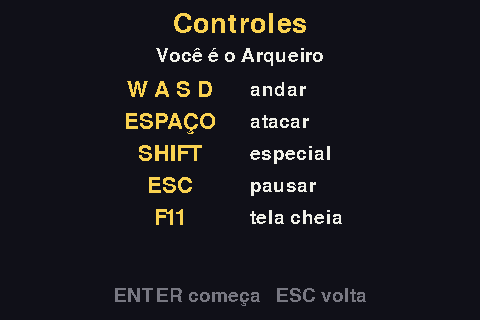 Controles
Você é o Arqueiro
W A S D andar
ESPAÇO atacar
SHIFT especial
ESC pausar
F11 tela cheia
ENTER começa ESC volta